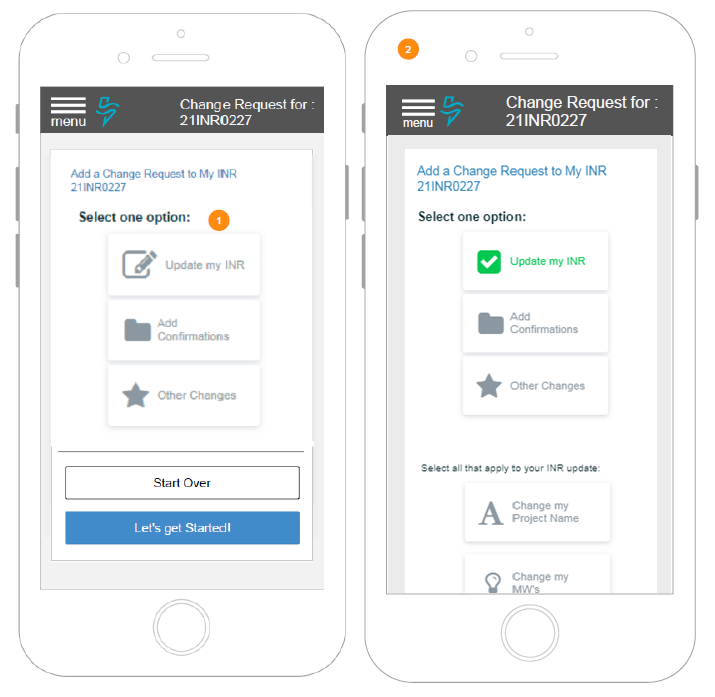 menu
Change Request for :
21INR0227
Add a Change Request to My INR
21INR0227
Select one option:
1
Update my INR
Add
Confirmations
Other Changes
Start Over
Let's get Started!
2
menu
Change Request for :
21INR0227
Add a Change Request to My INR
21INR0227
Select one option:
Update my INR
Add
Confirmations
Other Changes
Select all that apply to your INR update:
A
Change my
Project Name
Change my
MW's